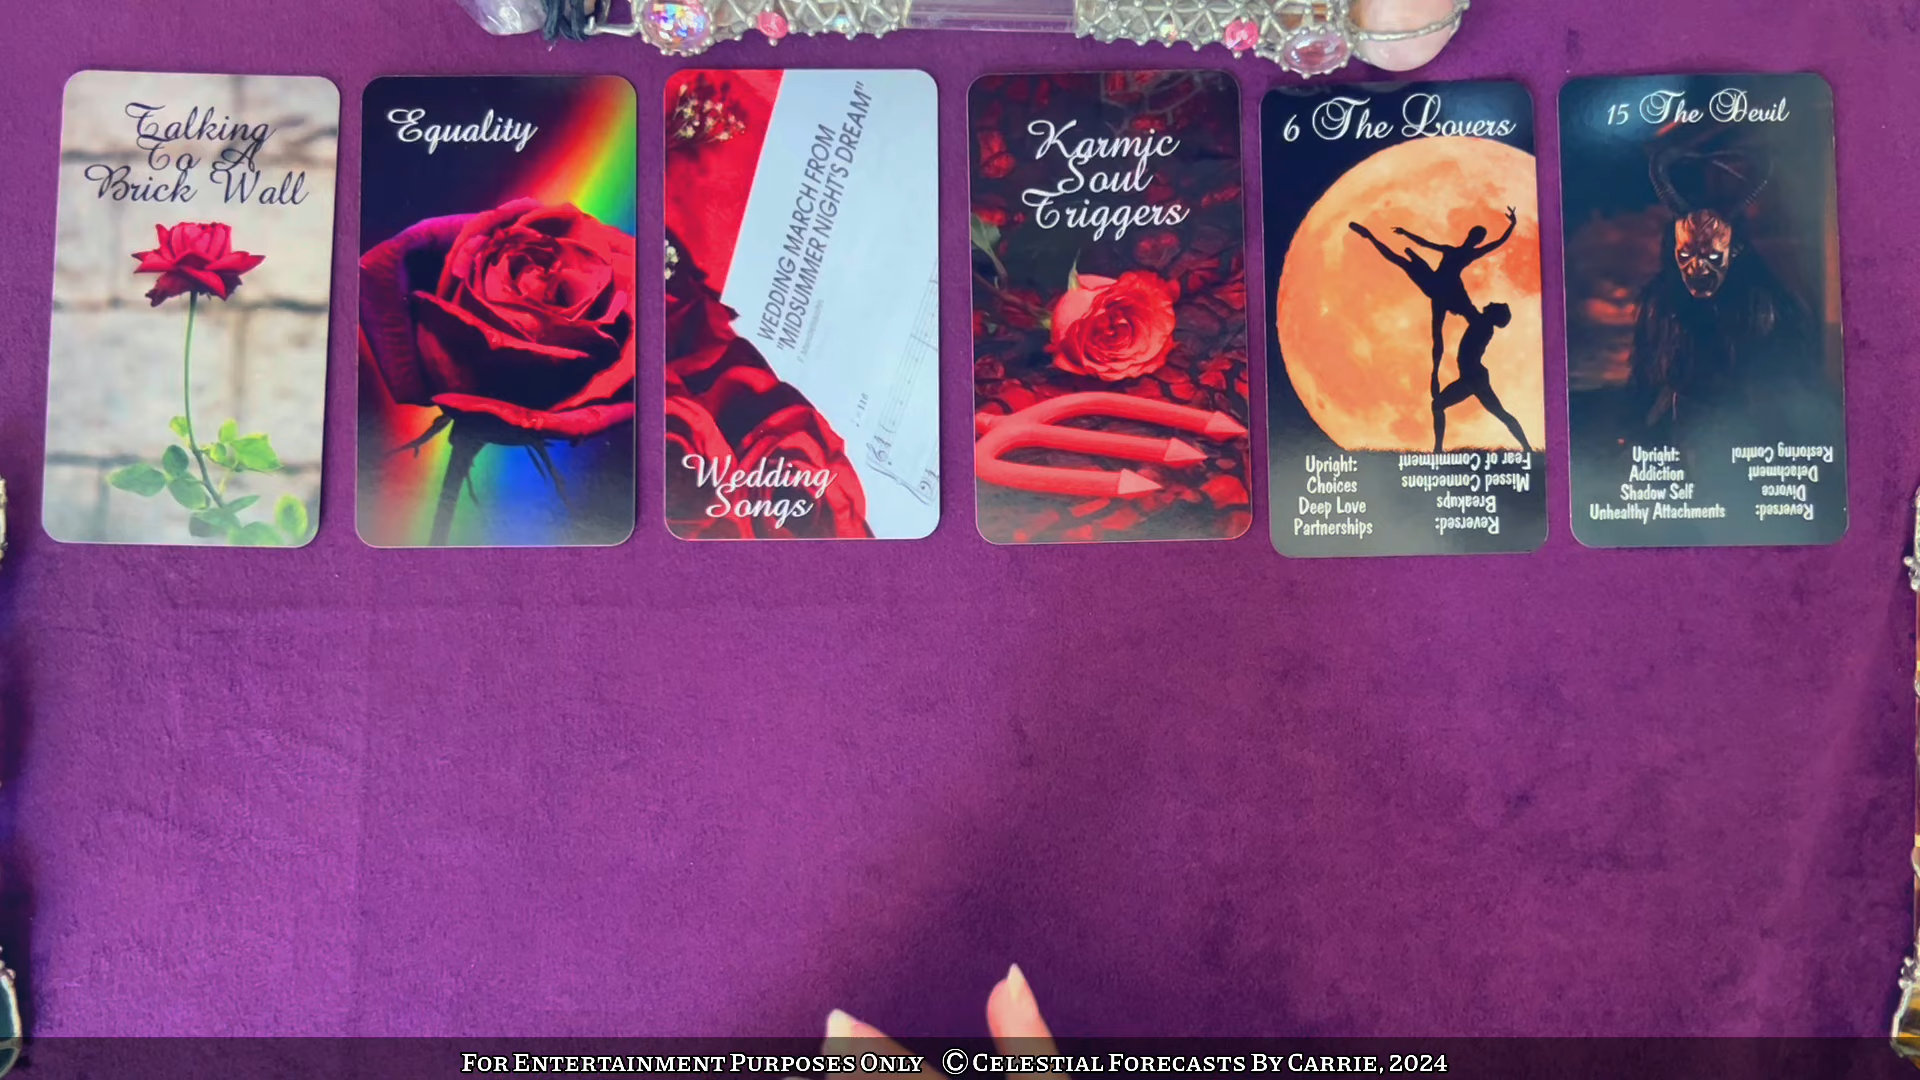 Talking
To A
Brick Wall
Equality
WEDDING MARCH FROM
"MIDSUMMER NIGHT'S DREAM"
Wedding
Songs
Karmic
Soul
Triggers
6 The Lovers
Upright:
Choices
Deep Love
Partnerships
Reversed:
Breakups
Missed Connections
Fear of Commitment
15 The Devil
Upright:
Addiction
Shadow Self
Unhealthy Attachments
Reversed:
Divorce
Detachment
Restoring Control
FOR ENTERTAINMENT PURPOSES ONLY © CELESTIAL FORECASTS BY CARRIE, 2024